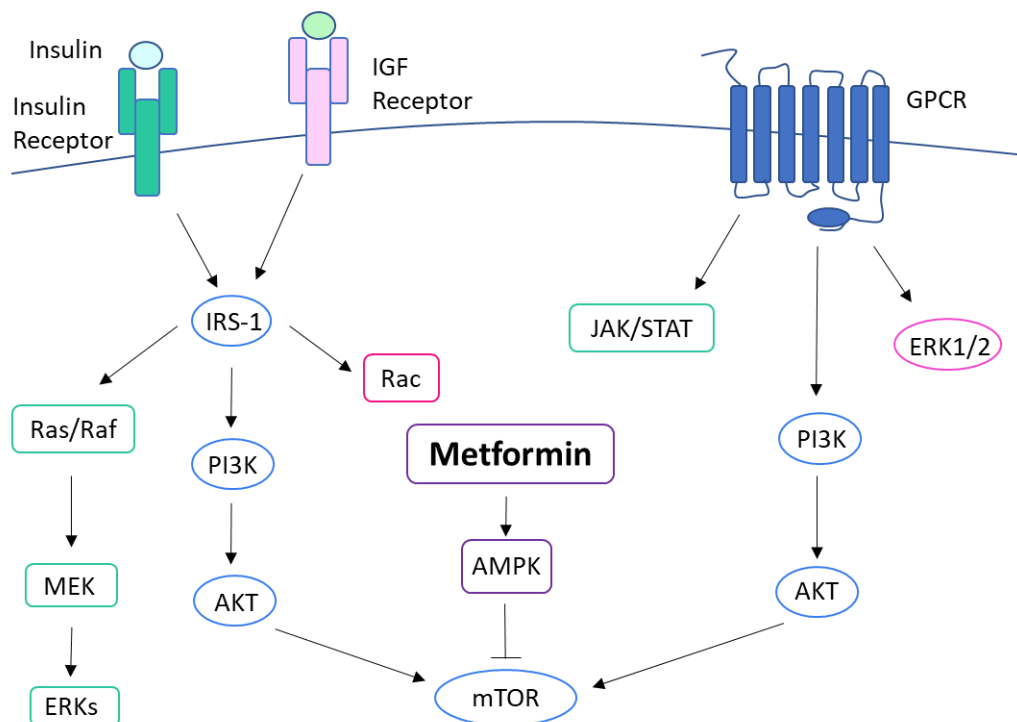 Insulin
Insulin
Receptor
IGF
Receptor
GPCR
IRS-1
JAK/STAT
ERK1/2
Rac
Ras/Raf
PI3K
Metformin
PI3K
MEK
AKT
AMPK
AKT
ERKs
mTOR